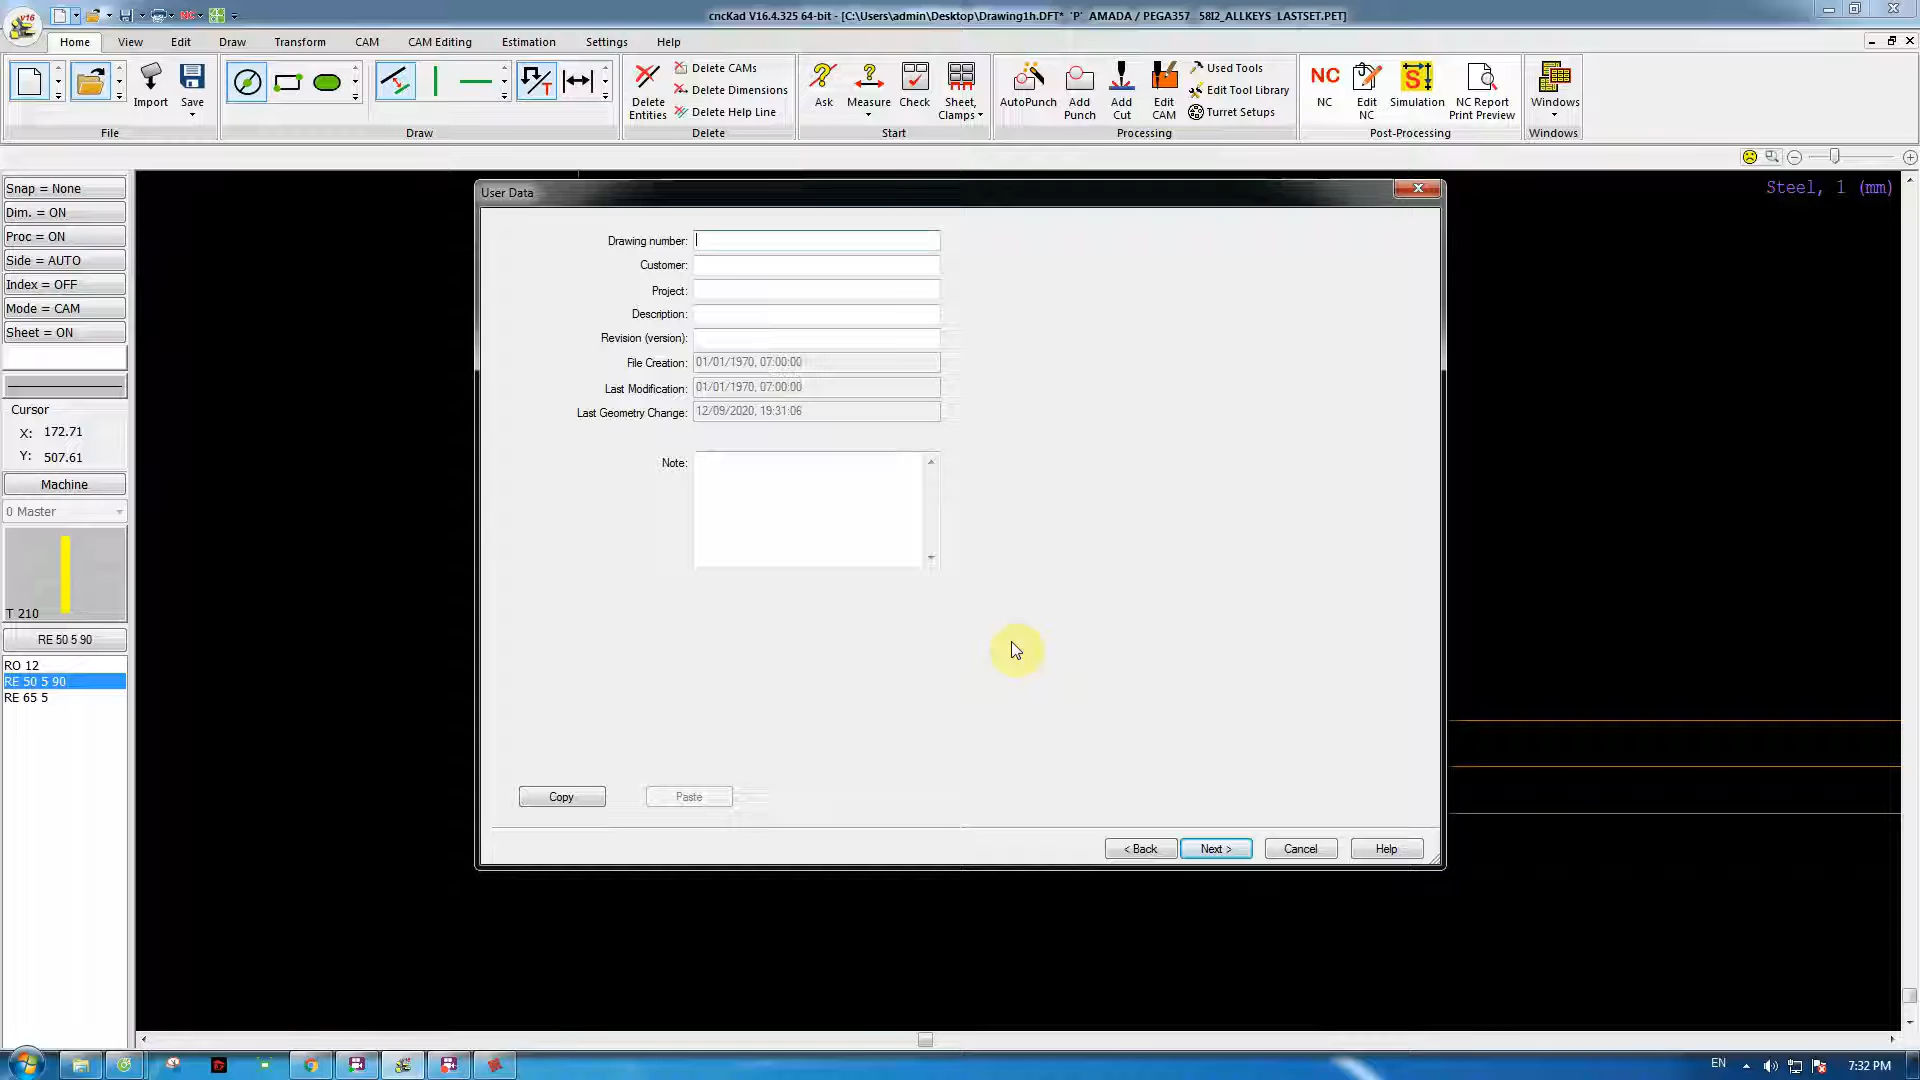 v16
cncKad V16.4.325 64-bit - [C:\Users\admin\Desktop\Drawing1h.DFT* 'P' AMADA / PEGA357 58I2_ALLKEYS LASTSET.PET]
Home View Edit Draw Transform CAM CAM Editing Estimation Settings Help
Import
Save
File
Draw
Delete Entities
Delete CAMs
Delete Dimensions
Delete Help Line
Delete
Ask
Measure
Check
Sheet, Clamps
Start
AutoPunch
Add Punch
Add Cut
Edit CAM
Used Tools
Edit Tool Library
Turret Setups
Processing
NC
NC
Edit NC
Simulation
NC Report Print Preview
Post-Processing
Windows
Windows
Snap = None
Dim. = ON
Proc = ON
Side = AUTO
Index = OFF
Mode = CAM
Sheet = ON
Cursor
X: 172.71
Y: 507.61
Machine
0 Master
T 210
RE 50 5 90
RO 12
RE 50 5 90
RE 65 5
Steel, 1 (mm)
User Data
Drawing number:
Customer:
Project:
Description:
Revision (version):
File Creation: 01/01/1970, 07:00:00
Last Modification: 01/01/1970, 07:00:00
Last Geometry Change: 12/09/2020, 19:31:06
Note:
Copy Paste
< Back Next > Cancel Help
EN 7:32 PM